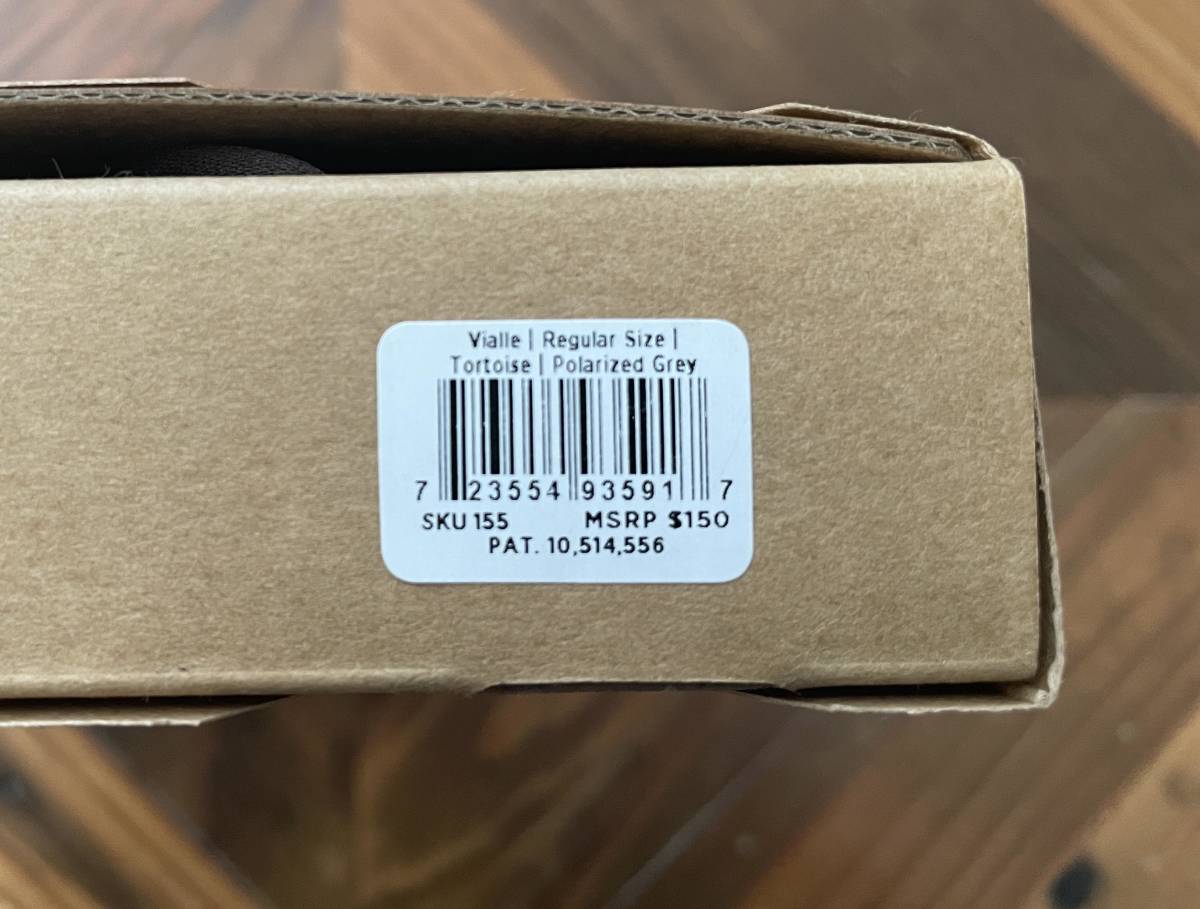 Vialle | Regular Size |
Tortoise | Polarized Grey
7 23554 93591 7
SKU 155 MSRP $150
PAT. 10,514,556